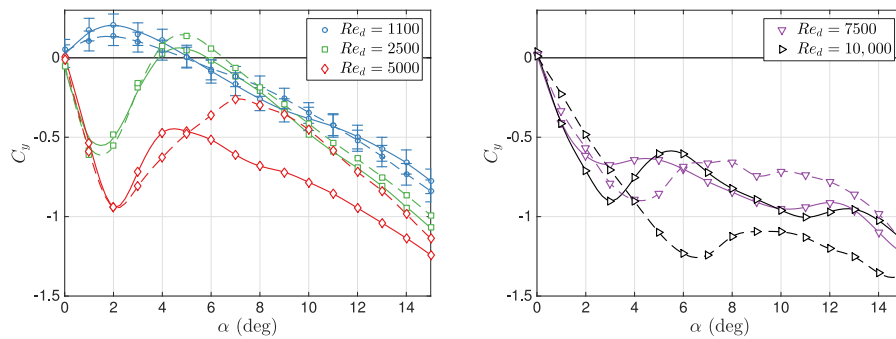 Re_d = 1100
Re_d = 2500
Re_d = 5000
0
-0.5
-1
-1.5
C_y
0 2 4 6 8 10 12 14
α (deg)
Re_d = 7500
Re_d = 10,000
0
-0.5
-1
-1.5
C_y
0 2 4 6 8 10 12 14
α (deg)